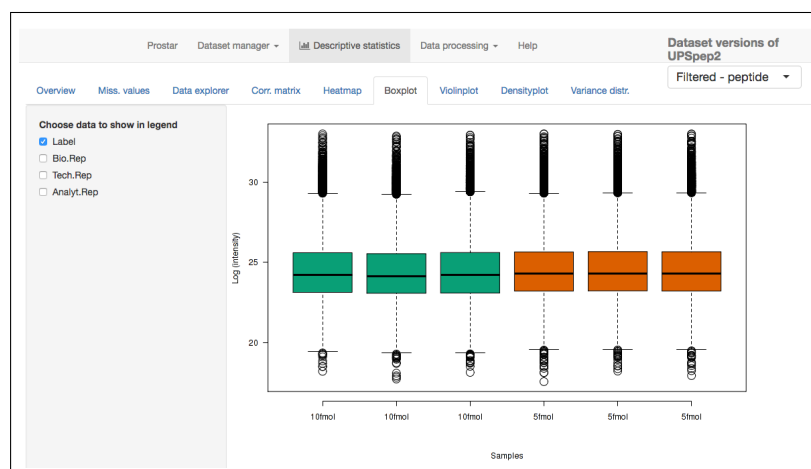 Prostar Dataset manager Descriptive statistics Data processing Help
Dataset versions of
UPSpep2
Filtered - peptide
Overview Miss. values Data explorer Corr. matrix Heatmap Boxplot Violinplot Densityplot Variance distr.
Choose data to show in legend
Label
Bio.Rep
Tech.Rep
Analyt.Rep
Log (intensity)
30
25
20
10fmol 10fmol 10fmol 5fmol 5fmol 5fmol
Samples